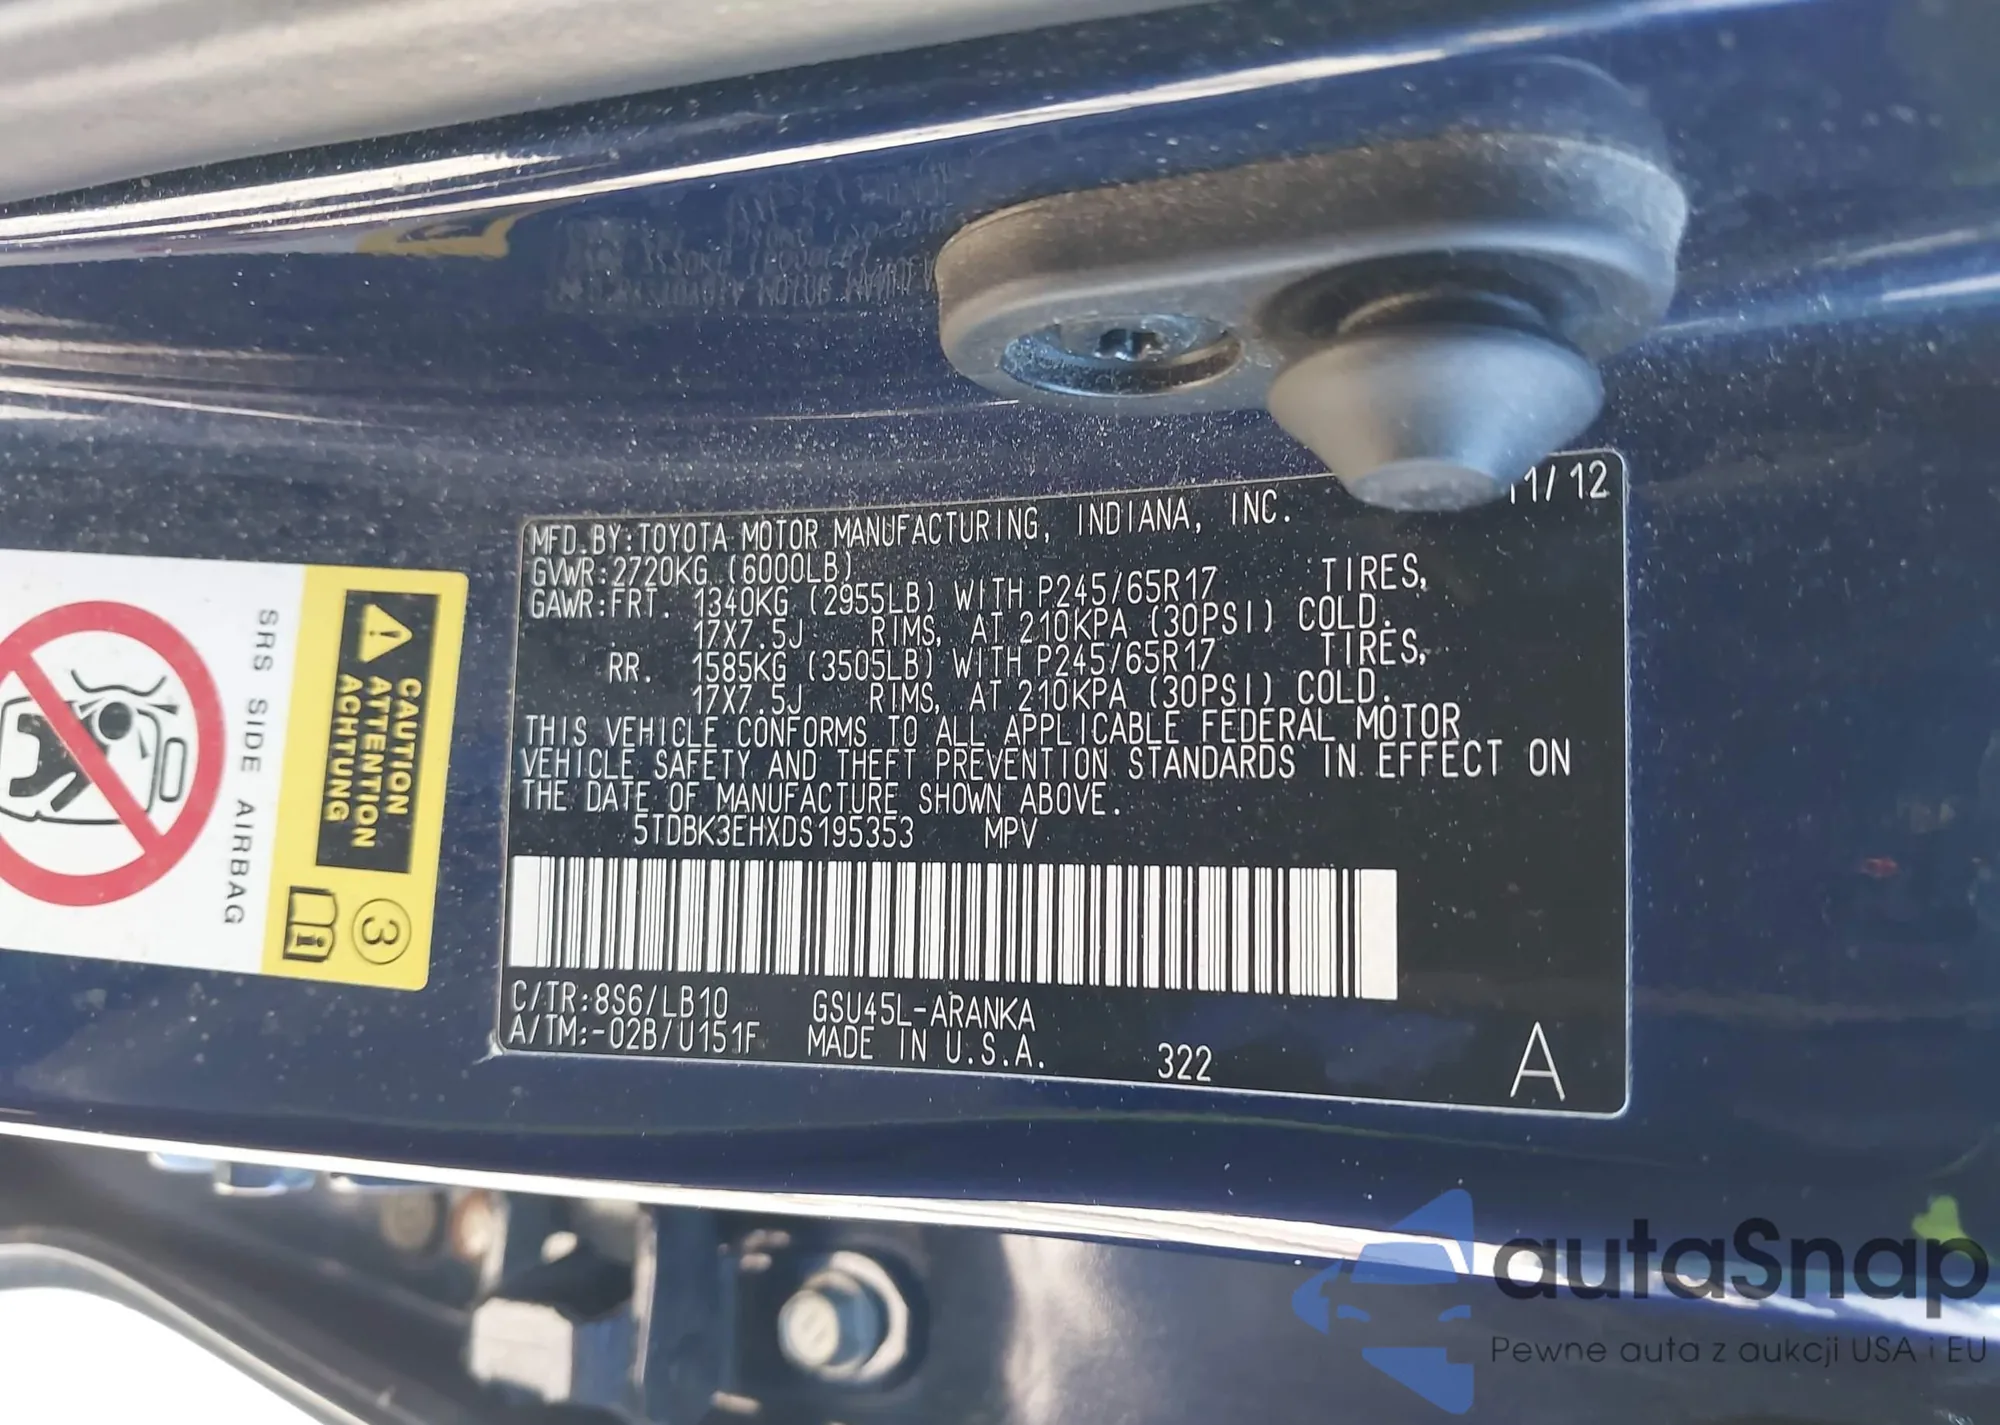 11/12
MFD.BY:TOYOTA MOTOR MANUFACTURING, INDIANA, INC.
GVWR:2720KG (6000LB)
GAWR:FRT. 1340KG (2955LB) WITH P245/65R17 TIRES,
17X7.5J RIMS, AT 210KPA (30PSI) COLD.
RR. 1585KG (3505LB) WITH P245/65R17 TIRES,
17X7.5J RIMS, AT 210KPA (30PSI) COLD.
THIS VEHICLE CONFORMS TO ALL APPLICABLE FEDERAL MOTOR
VEHICLE SAFETY AND THEFT PREVENTION STANDARDS IN EFFECT ON
THE DATE OF MANUFACTURE SHOWN ABOVE.
5TDBK3EHXDS195353 MPV
C/TR:8S6/LB10 GSU45L-ARANKA
A/TM:-02B/U151F MADE IN U.S.A. 322 A
CAUTION
ATTENTION
ACHTUNG
3
i
SRS SIDE AIRBAG
autaSnap
Pewne auta z aukcji USA i EU